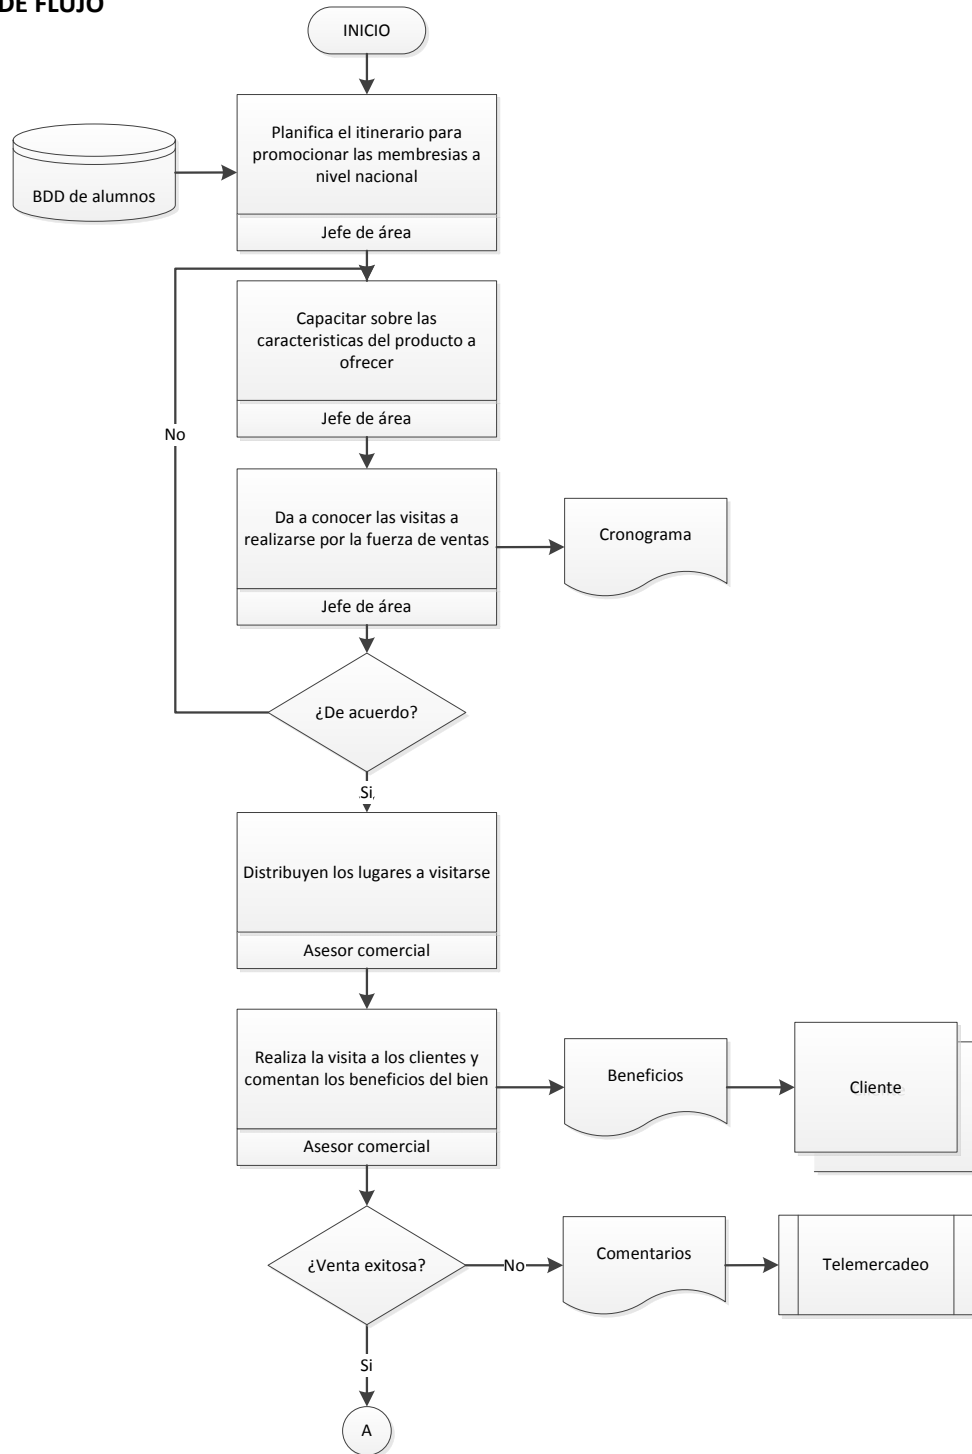 DE FLUJO
INICIO
Planifica el itinerario para
promocionar las membresias a
nivel nacional
Jefe de área
BDD de alumnos
Capacitar sobre las
caracteristicas del producto a
ofrecer
Jefe de área
No
Da a conocer las visitas a
realizarse por la fuerza de ventas
Jefe de área
Cronograma
¿De acuerdo?
Si
Distribuyen los lugares a visitarse
Asesor comercial
Realiza la visita a los clientes y
comentan los beneficios del bien
Asesor comercial
Beneficios
Cliente
¿Venta exitosa?
No
Comentarios
Telemercadeo
Si
A